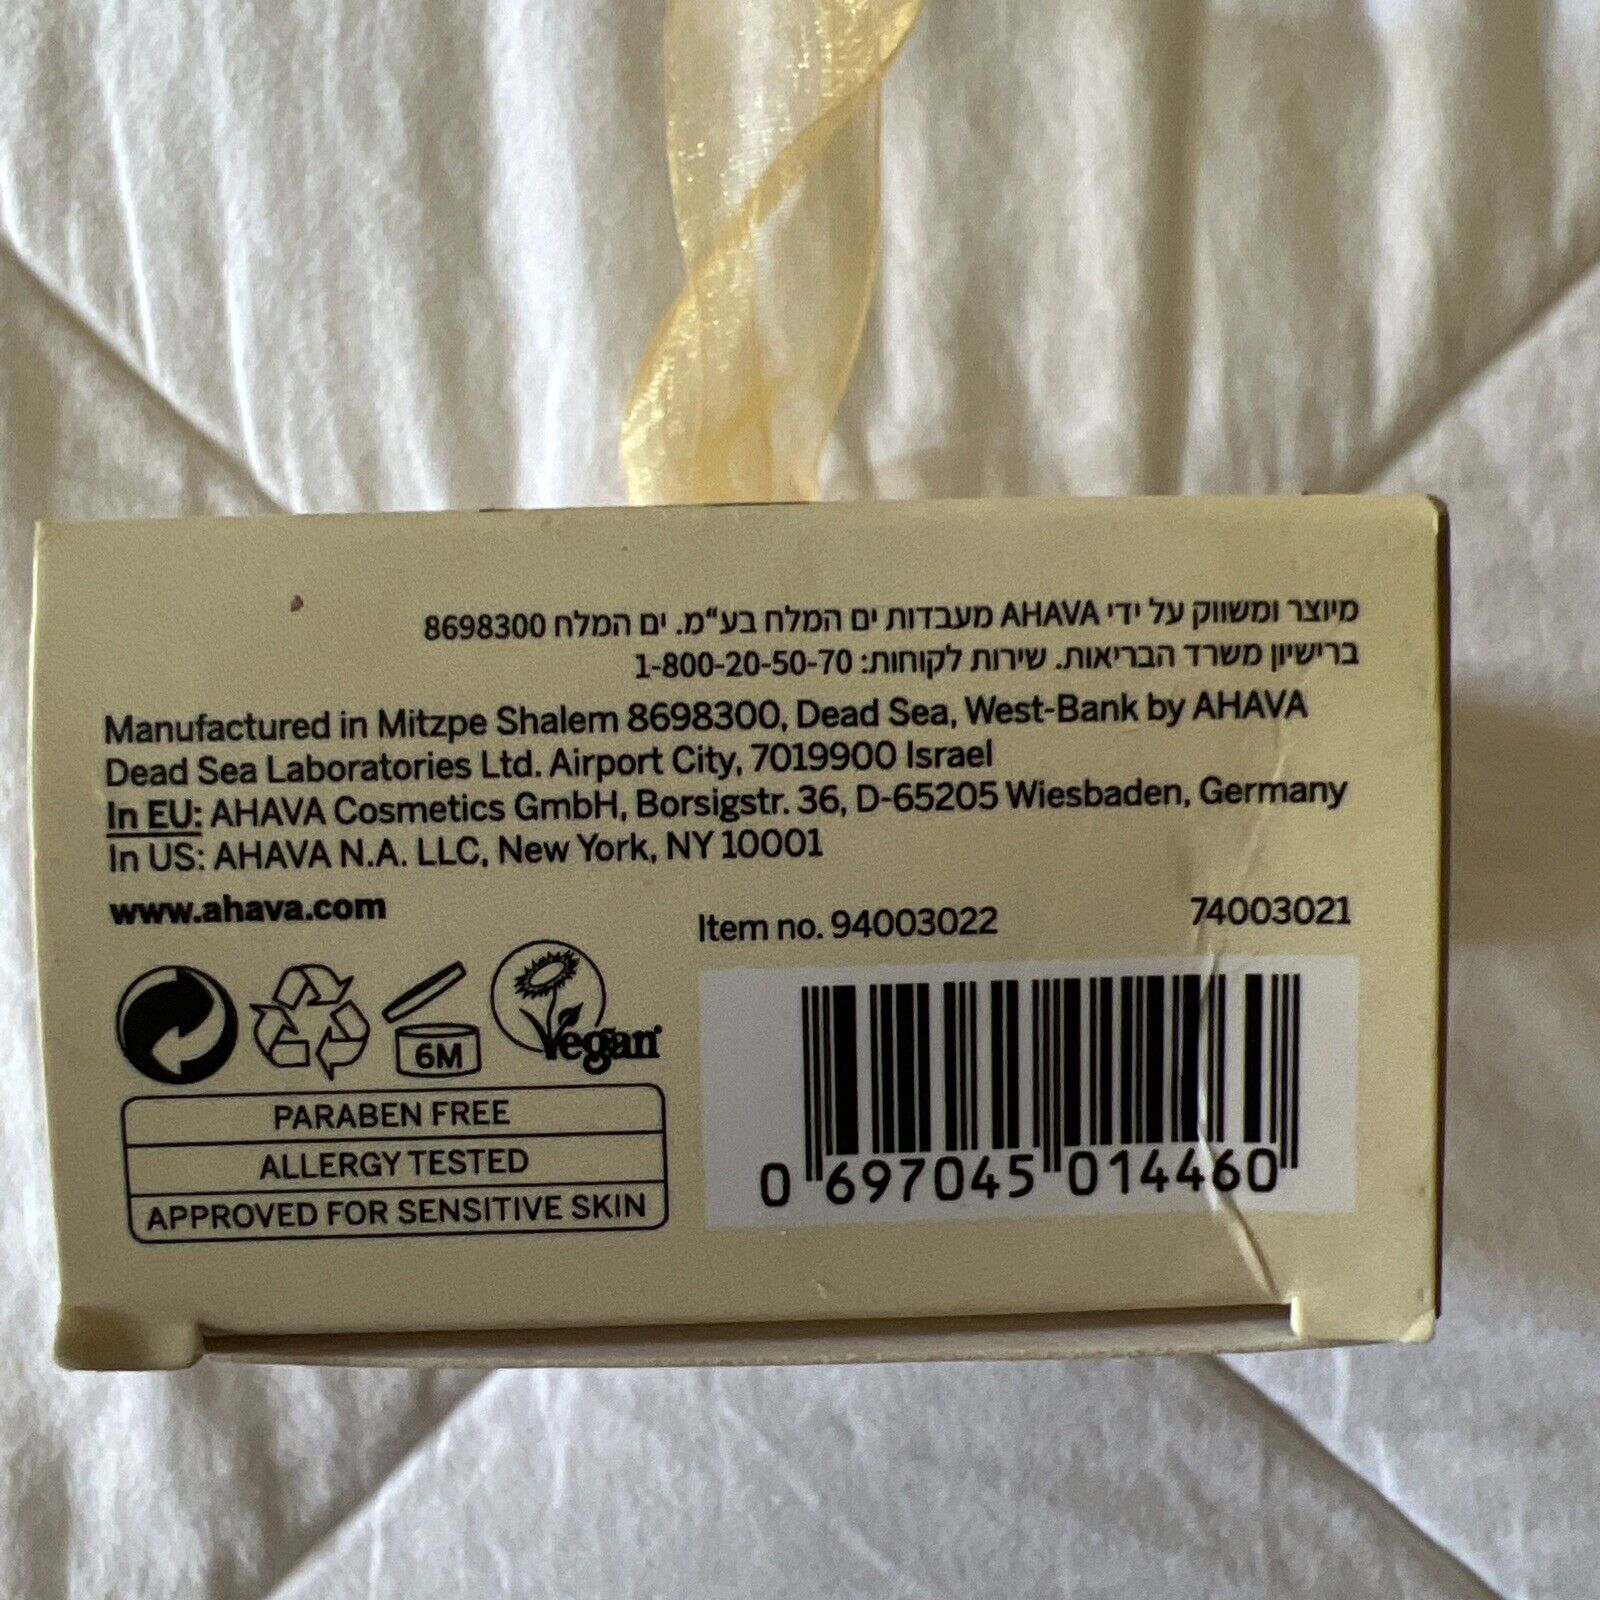 מיוצר ומשווק על ידי AHAVA מעבדות ים המלח בע"מ. ים המלח 8698300
ברישיון משרד הבריאות. שירות לקוחות: 1-800-20-50-70
Manufactured in Mitzpe Shalem 8698300, Dead Sea, West-Bank by AHAVA
Dead Sea Laboratories Ltd. Airport City, 7019900 Israel
In EU: AHAVA Cosmetics GmbH, Borsigstr. 36, D-65205 Wiesbaden, Germany
In US: AHAVA N.A. LLC, New York, NY 10001
www.ahava.com
Item no. 94003022 74003021
6M
Vegan
PARABEN FREE
ALLERGY TESTED
APPROVED FOR SENSITIVE SKIN
0 697045 014460